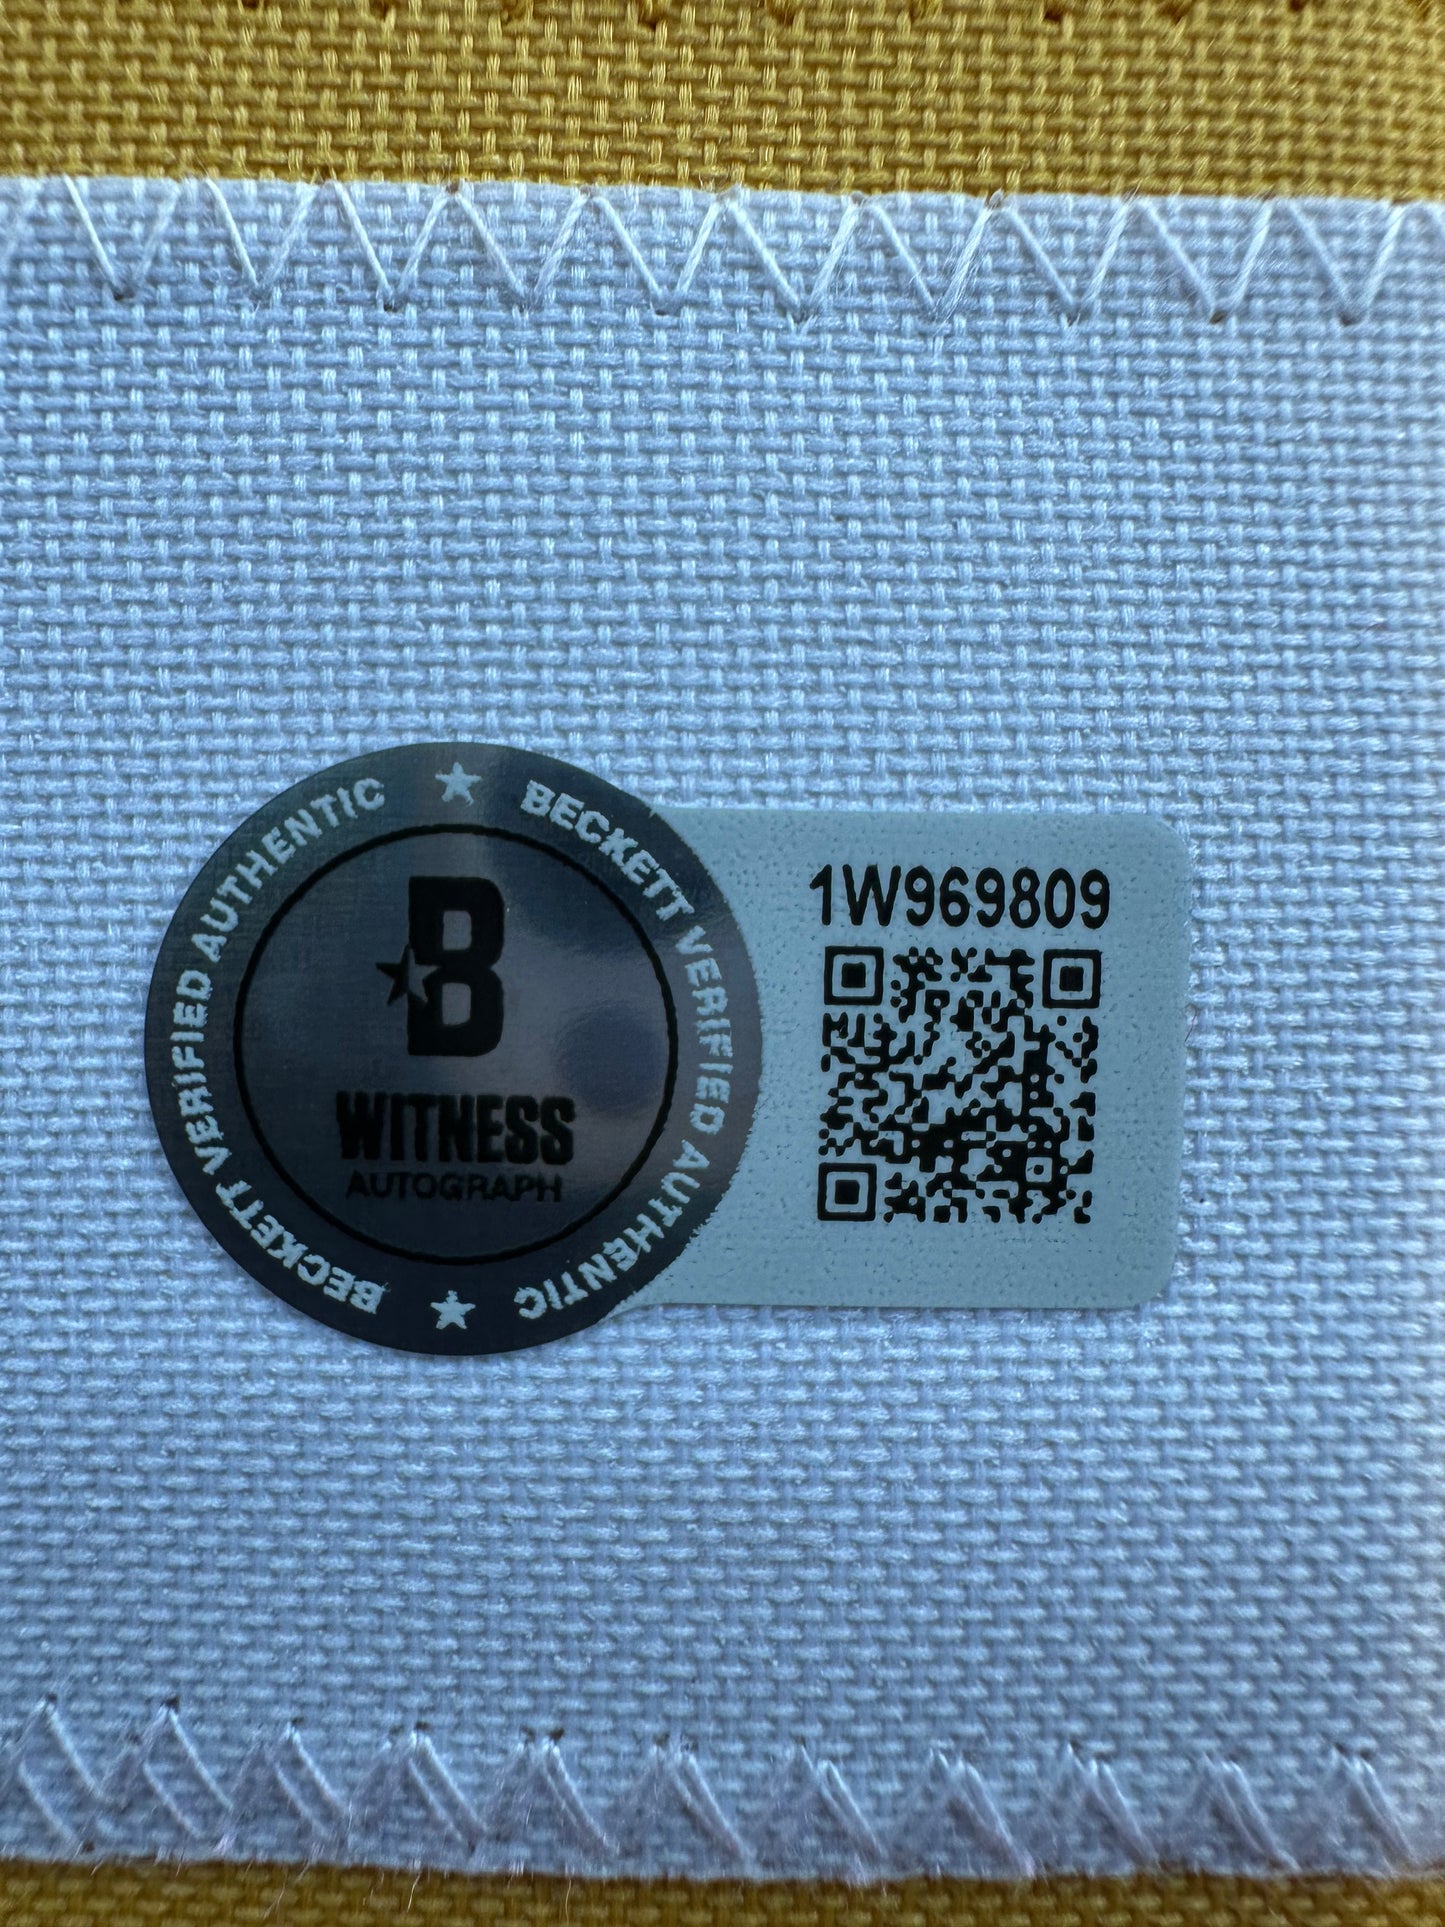 BECKETT VERIFIED AUTHENTIC ★ BECKETT VERIFIED AUTHENTIC ★
B
WITNESS
AUTOGRAPH
1W969809